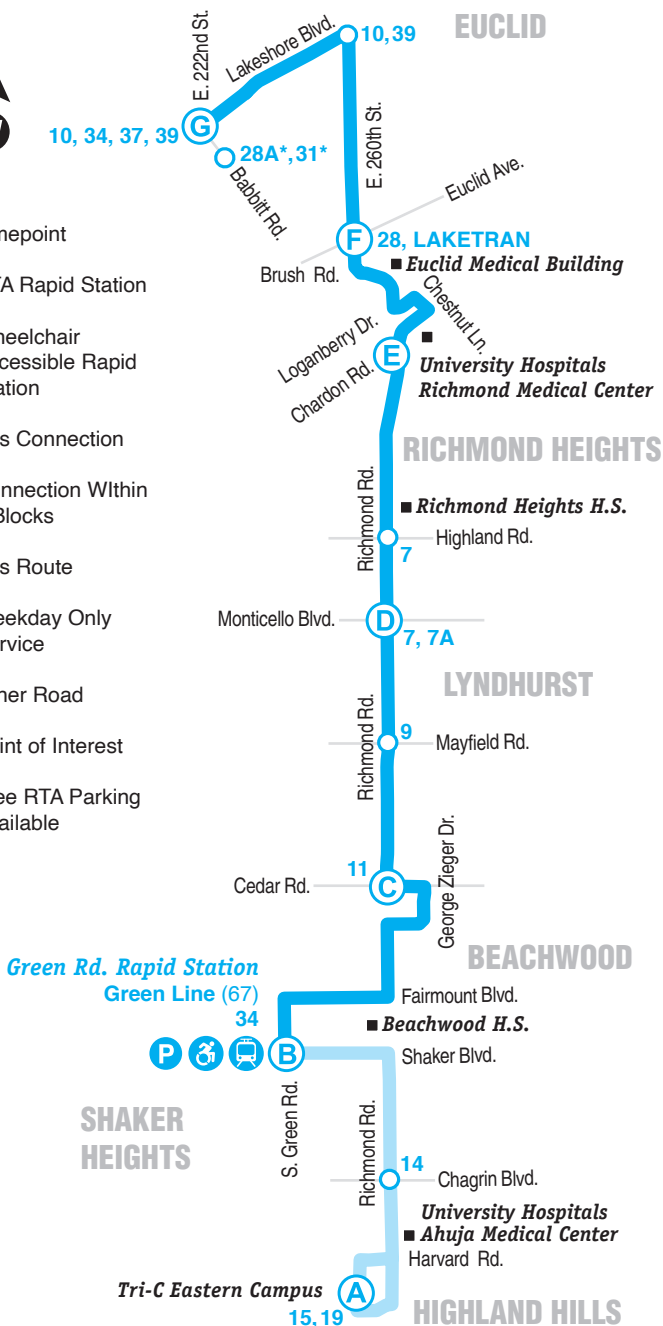 EUCLID
E. 222nd St.
Lakeshore Blvd.
10, 39
G
10, 34, 37, 39
28A*, 31*
Babbitt Rd.
E. 260th St.
Euclid Ave.
F
28, LAKETRAN
Brush Rd.
Euclid Medical Building
Chestnut Ln.
Loganberry Dr.
E
Chardon Rd.
University Hospitals
Richmond Medical Center
RICHMOND HEIGHTS
Richmond Rd.
Richmond Heights H.S.
Highland Rd.
7
Monticello Blvd.
D
7, 7A
LYNDHURST
Richmond Rd.
9
Mayfield Rd.
11
Cedar Rd.
C
George Zieger Dr.
BEACHWOOD
Green Rd. Rapid Station
Green Line (67)
34
Fairmount Blvd.
Beachwood H.S.
P
B
Shaker Blvd.
SHAKER
HEIGHTS
S. Green Rd.
Richmond Rd.
14
Chagrin Blvd.
University Hospitals
Ahuja Medical Center
Harvard Rd.
Tri-C Eastern Campus
A
15, 19
HIGHLAND HILLS
mepoint
A Rapid Station
eelchair
cessible Rapid
ation
s Connection
nnection WIthin
Blocks
s Route
eekday Only
rvice
her Road
int of Interest
ee RTA Parking
ailable